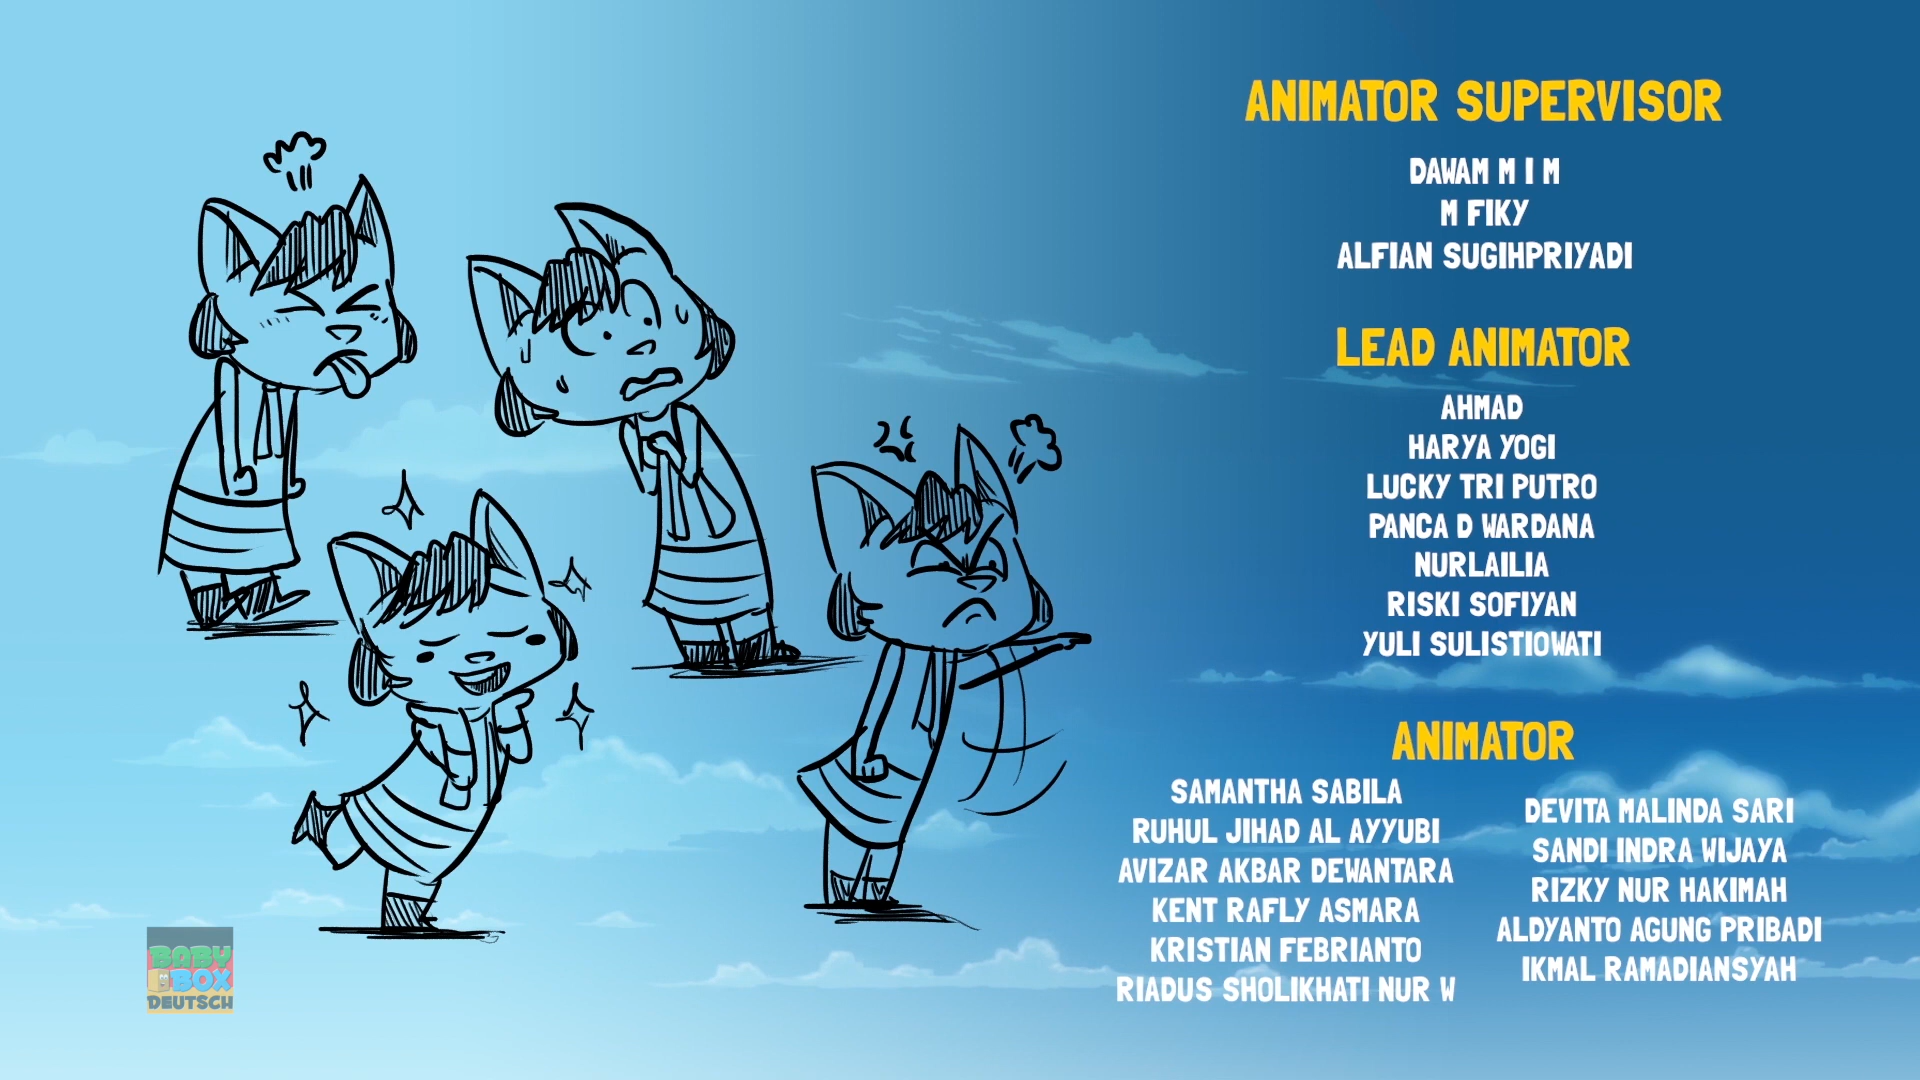 ANIMATOR SUPERVISOR
DAWAM M I M
M FIKY
ALFIAN SUGIHPRIYADI
LEAD ANIMATOR
AHMAD
HARYA YOGI
LUCKY TRI PUTRO
PANCA D WARDANA
NURLAILIA
RISKI SOFIYAN
YULI SULISTIOWATI
ANIMATOR
SAMANTHA SABILA
RUHUL JIHAD AL AYYUBI
AVIZAR AKBAR DEWANTARA
KENT RAFLY ASMARA
KRISTIAN FEBRIANTO
RIADUS SHOLIKHATI NUR W
DEVITA MALINDA SARI
SANDI INDRA WIJAYA
RIZKY NUR HAKIMAH
ALDYANTO AGUNG PRIBADI
IKMAL RAMADIANSYAH
BABY
BOX
DEUTSCH